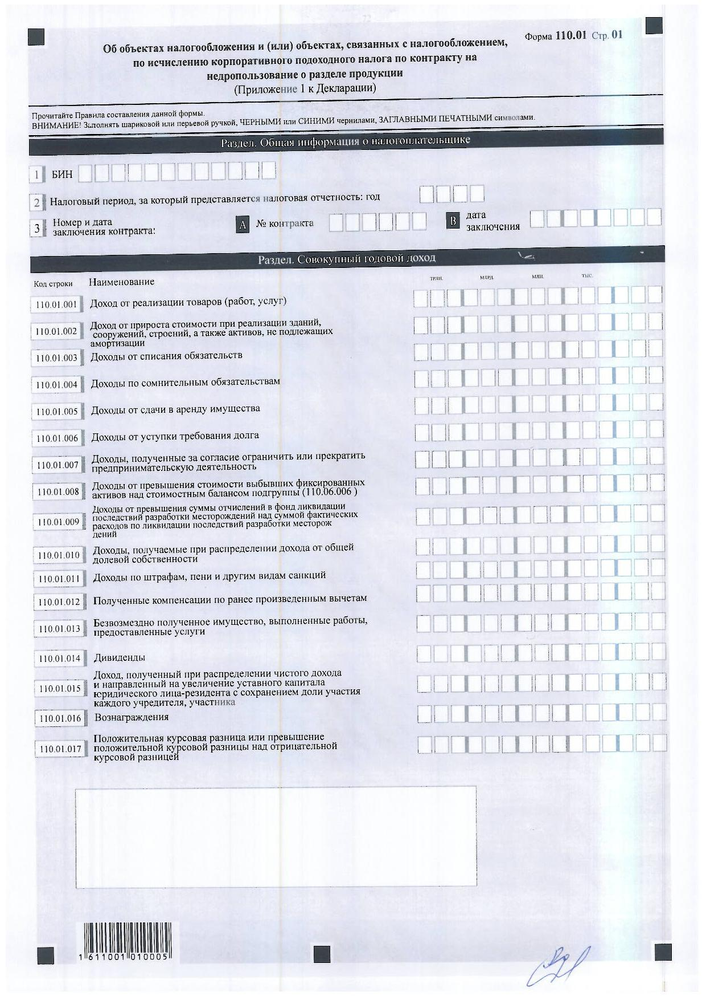 Форма 110.01 Стр. 01
Об объектах налогообложения и (или) объектах, связанных с налогообложением,
по исчислению корпоративного подоходного налога по контракту на
недропользование о разделе продукции
(Приложение 1 к Декларации)
Прочитайте Правила составления данной формы.
ВНИМАНИЕ! Заполнять шариковой или перьевой ручкой, ЧЕРНЫМИ или СИНИМИ чернилами, ЗАГЛАВНЫМИ ПЕЧАТНЫМИ символами.
Раздел. Общая информация о налогоплательщике
1 БИН
2 Налоговый период, за который представляется налоговая отчетность: год
3 Номер и дата
заключения контракта:
A № контракта
B дата
заключения
Раздел. Совокупный годовой доход
Код строки Наименование трлн. млрд. млн. тыс.
110.01.001 Доход от реализации товаров (работ, услуг)
110.01.002 Доход от прироста стоимости при реализации зданий,
сооружений, строений, а также активов, не подлежащих
амортизации
110.01.003 Доходы от списания обязательств
110.01.004 Доходы по сомнительным обязательствам
110.01.005 Доходы от сдачи в аренду имущества
110.01.006 Доходы от уступки требования долга
110.01.007 Доходы, полученные за согласие ограничить или прекратить
предпринимательскую деятельность
110.01.008 Доходы от превышения стоимости выбывших фиксированных
активов над стоимостным балансом подгруппы (110.06.006 )
110.01.009 Доходы от превышения суммы отчислений в фонд ликвидации
последствий разработки месторождений над суммой фактических
расходов по ликвидации последствий разработки месторож
дений
110.01.010 Доходы, получаемые при распределении дохода от общей
долевой собственности
110.01.011 Доходы по штрафам, пени и другим видам санкций
110.01.012 Полученные компенсации по ранее произведенным вычетам
110.01.013 Безвозмездно полученное имущество, выполненные работы,
предоставленные услуги
110.01.014 Дивиденды
110.01.015 Доход, полученный при распределении чистого дохода
и направленный на увеличение уставного капитала
юридического лица-резидента с сохранением доли участия
каждого учредителя, участника
110.01.016 Вознаграждения
110.01.017 Положительная курсовая разница или превышение
положительной курсовой разницы над отрицательной
курсовой разницей
1 611001 010005